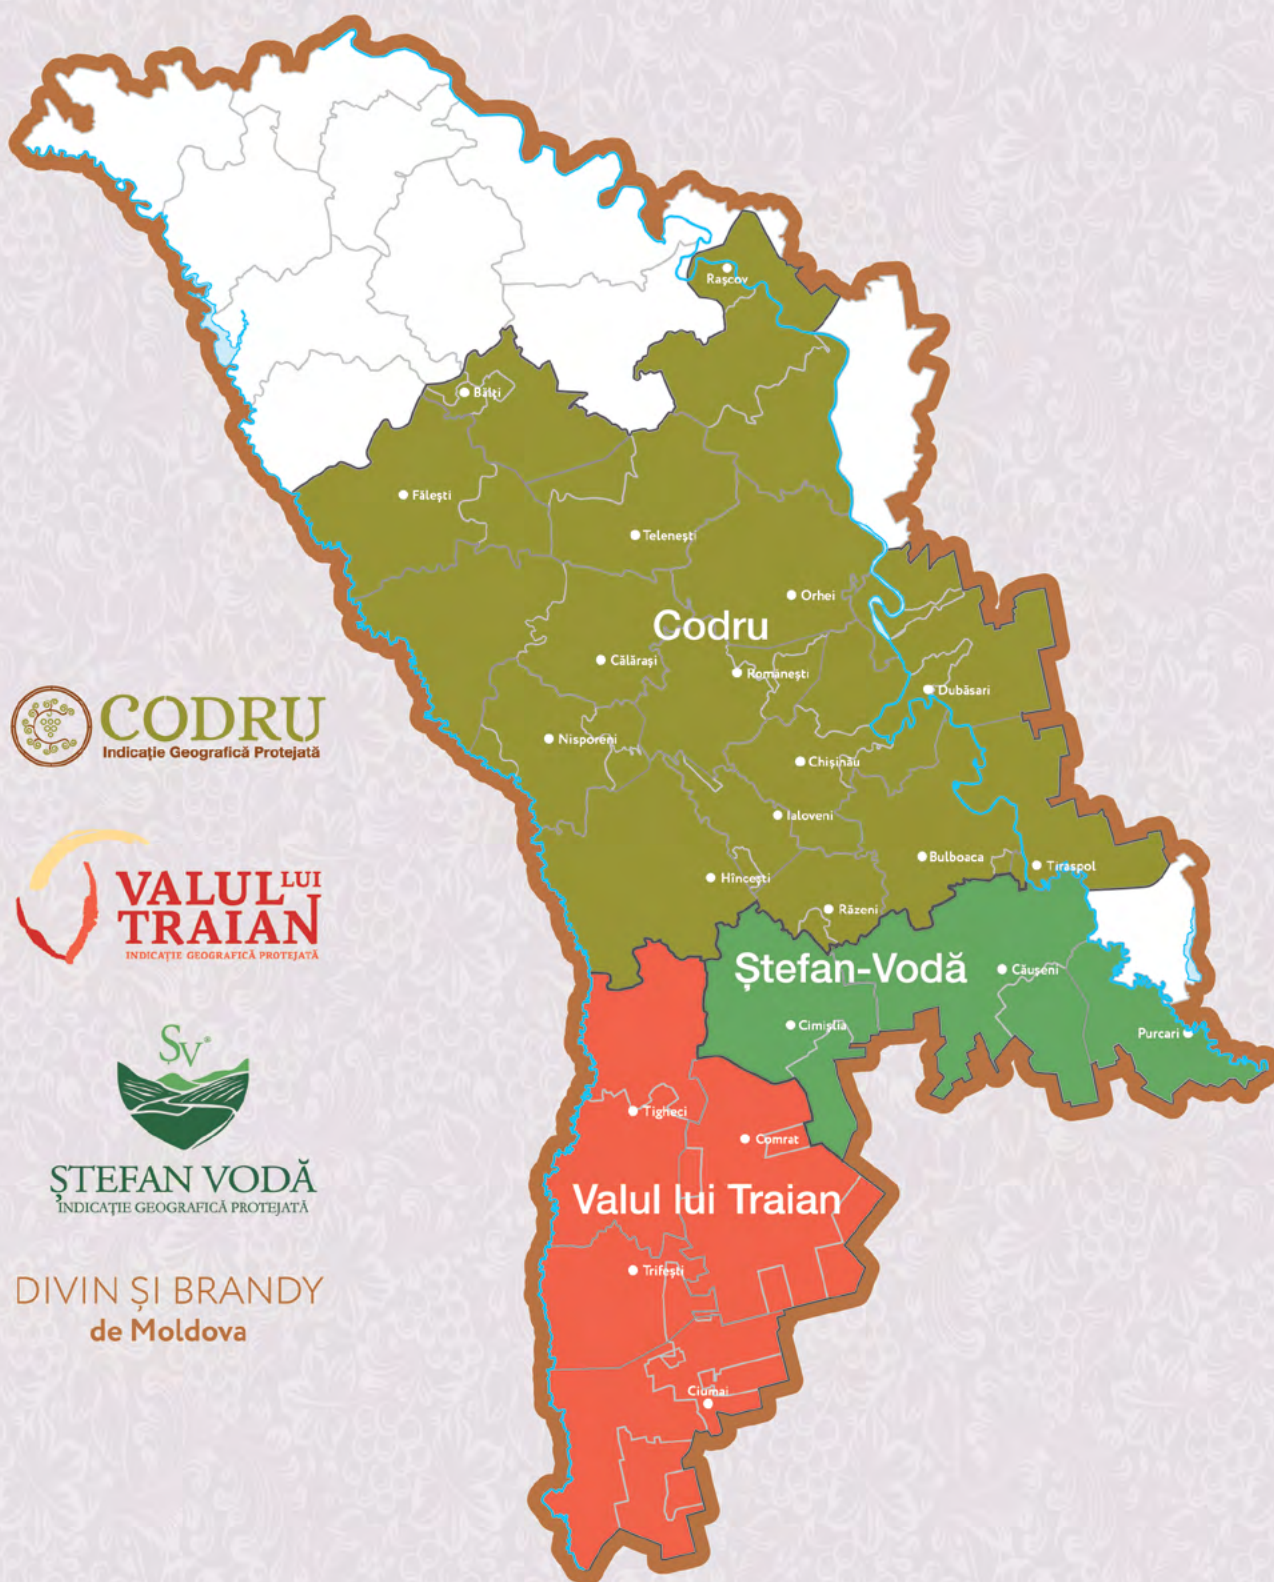 Rașcov
Bălți
Fălești
Telenești
Orhei
Codru
Călărași
Românești
Dubăsari
CODRU
Indicație Geografică Protejată
Nisporeni
Chișinău
Ialoveni
Bulboaca
Tiraspol
Hîncești
Răzeni
VALUL LUI
TRAIAN
INDICAȚIE GEOGRAFICĂ PROTEJATĂ
Ștefan-Vodă
Căușeni
Cimișlia
Purcari
ȘV
Tigheci
Comrat
ȘTEFAN VODĂ
INDICAȚIE GEOGRAFICĂ PROTEJATĂ
Valul lui Traian
Trifești
DIVIN ȘI BRANDY
de Moldova
Ciumai